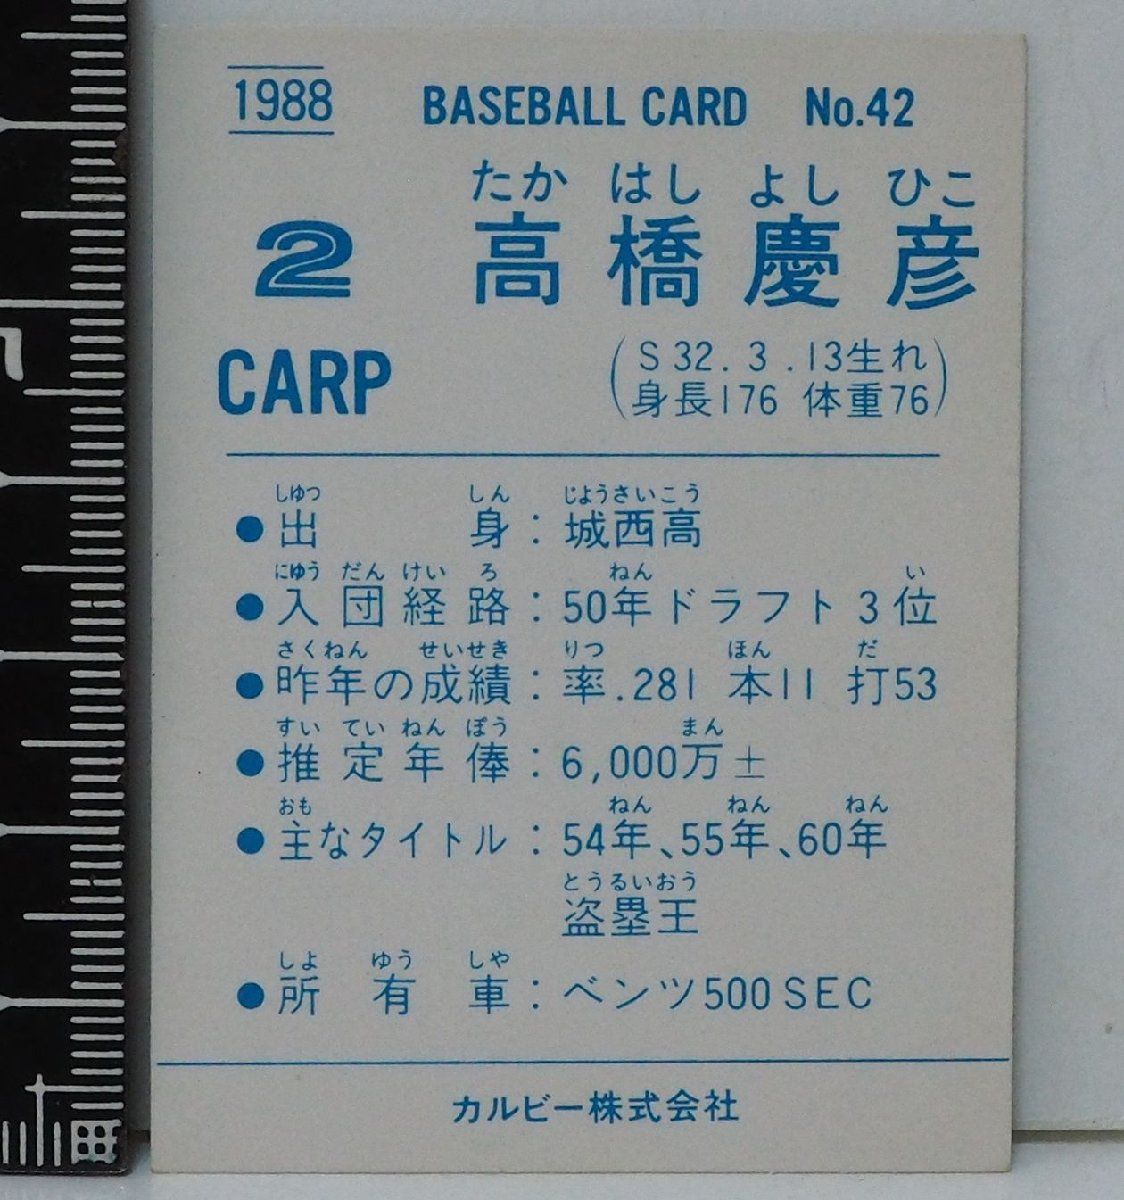 1988 BASEBALL CARD No.42
たか はし よし ひこ
2 高橋慶彦
CARP
(S32.3.13生れ
身長176 体重76)
しゆつ しん じようさいこう
●出身：城西高
にゆう だん けい ろ ねん い
●入団経路：50年ドラフト3位
さくねん せいせき りつ ほん だ
●昨年の成績：率.281 本11 打53
すい てい ねん ぽう まん
●推定年俸：6,000万±
おも ねん ねん ねん
●主なタイトル：54年、55年、60年
とうるいおう
盗塁王
しよ ゆう しや
●所有車：ベンツ500SEC
カルビー株式会社